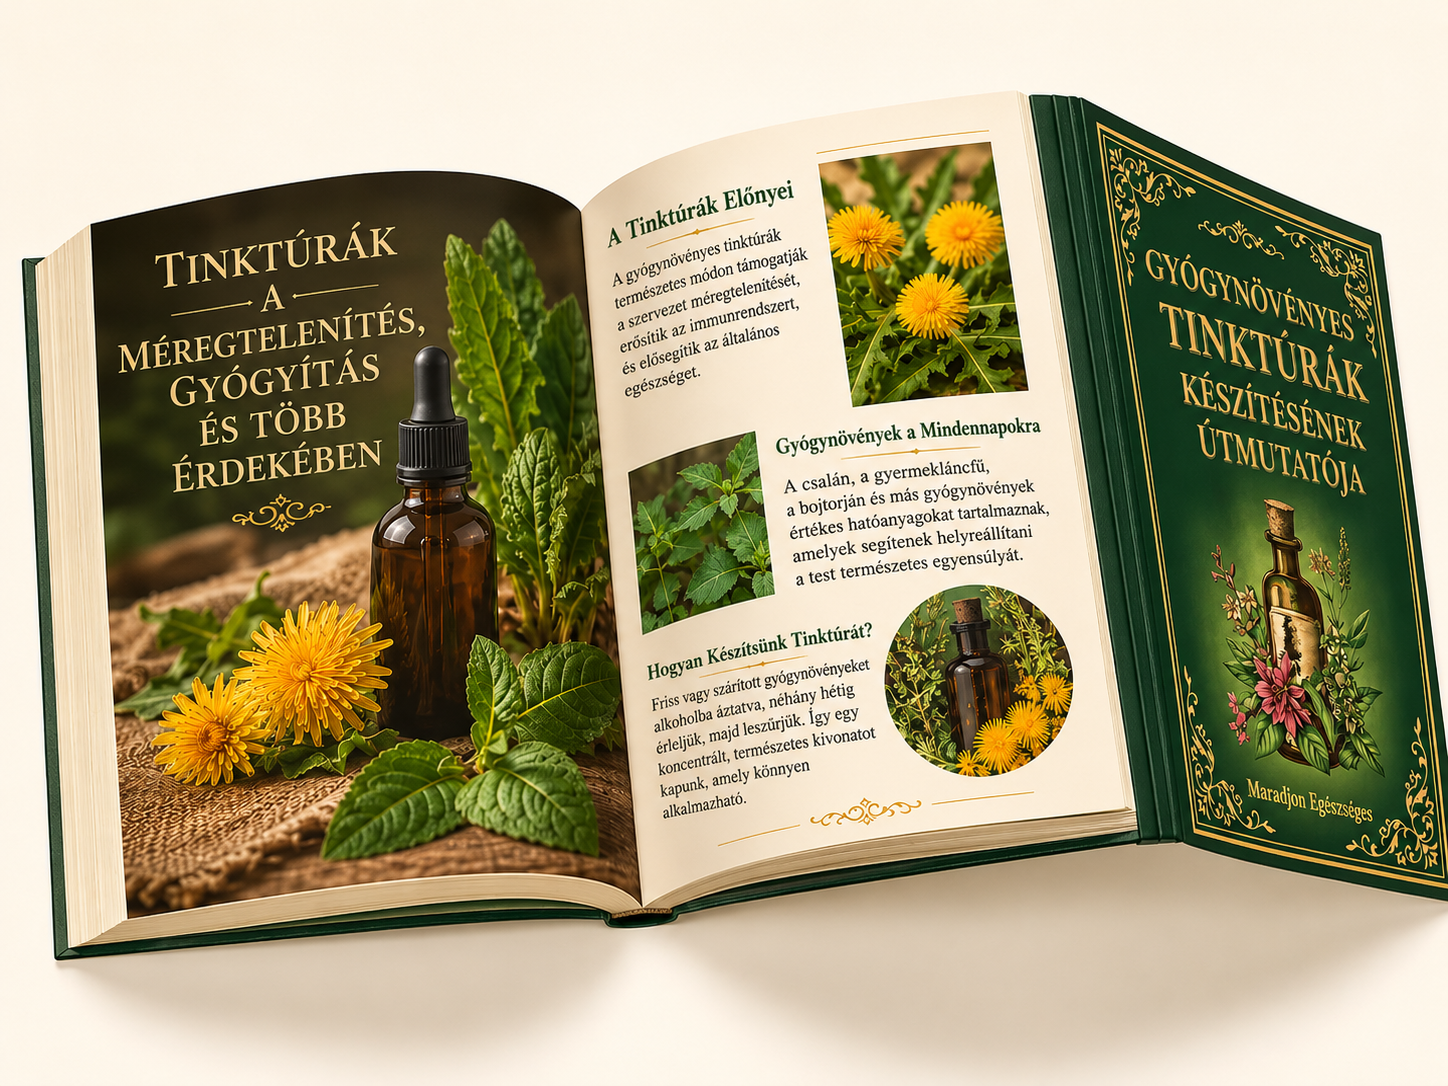 TINKTÚRÁK
A
MÉREGTELENÍTÉS,
GYÓGYÍTÁS
ÉS TÖBB
ÉRDEKÉBEN
A Tinktúrák Előnyei
A gyógynövényes tinktúrák
természetes módon támogatják
a szervezet méregtelenítését,
erősítik az immunrendszert,
és elősegítik az általános
egészséget.
Gyógynövények a Mindennapokra
A csalán, a gyermekláncfű,
a bojtorján és más gyógynövények
értékes hatóanyagokat tartalmaznak,
amelyek segítenek helyreállítani
a test természetes egyensúlyát.
Hogyan Készítsünk Tinktúrát?
Friss vagy szárított gyógynövényeket
alkoholba áztatva, néhány hétig
érleljük, majd leszűrjük. Így egy
koncentrált, természetes kivonatot
kapunk, amely könnyen
alkalmazható.
GYÓGYNÖVÉNYES
TINKTÚRÁK
KÉSZÍTÉSÉNEK
ÚTMUTATÓJA
Maradjon Egészséges